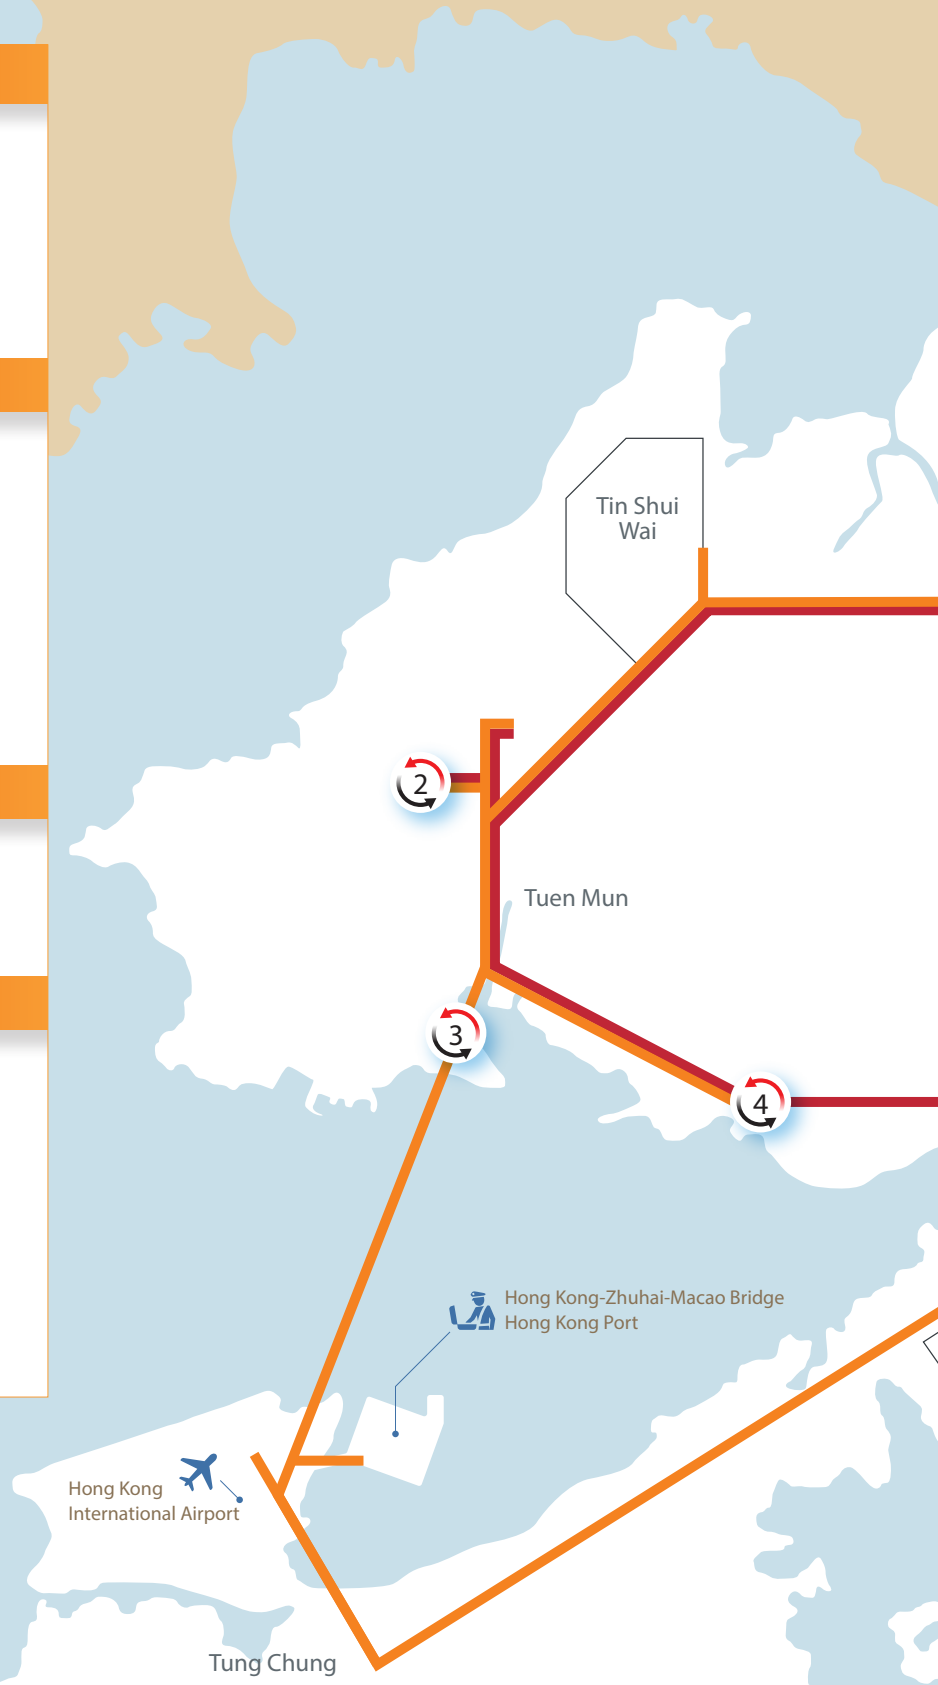 Tin Shui
Wai
2
Tuen Mun
3
4
Hong Kong-Zhuhai-Macao Bridge
Hong Kong Port
Hong Kong
International Airport
Tung Chung